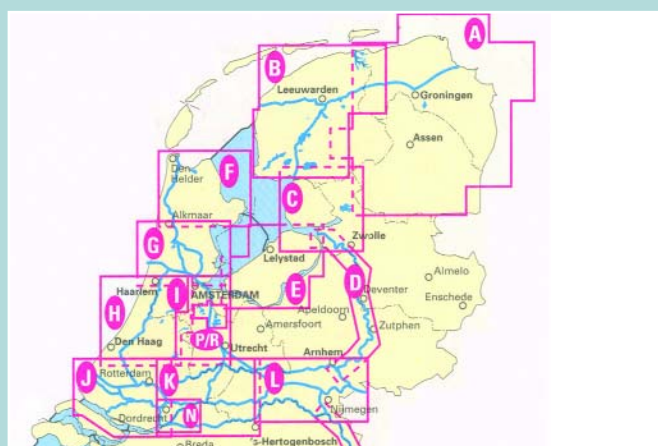 A
B
Leeuwarden
Groningen
Assen
F
Den
Helder
C
Alkmaar
G
Zwolle
Lelystad
D
Almelo
E
Haarlem
I
AMSTERDAM
Deventer
Enschede
H
Apeldoorn
Amersfoort
Zutphen
Den Haag
P/R
Utrecht
Arnhem
J
K
L
Rotterdam
Dordrecht
N
Nijmegen
Breda
's-Hertogenbosch